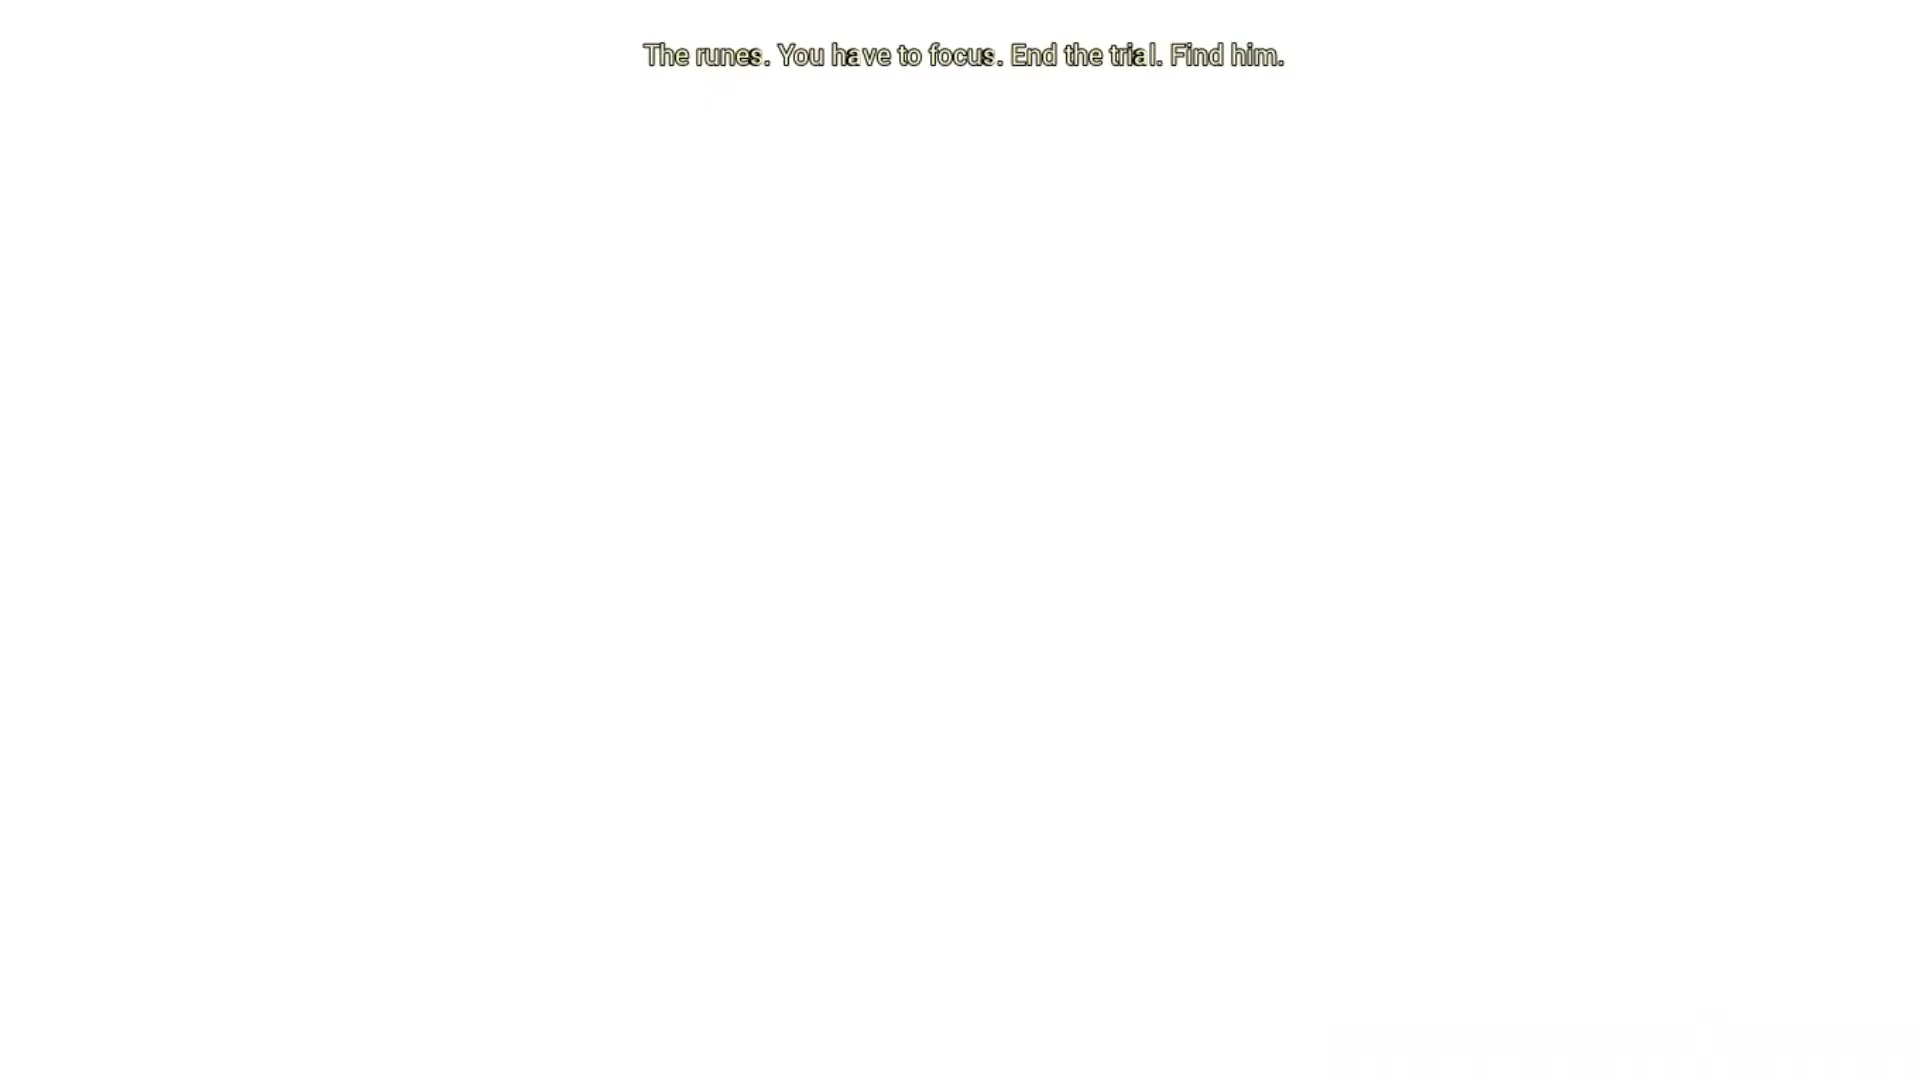 The runes. You have to focus. End the trial. Find him.